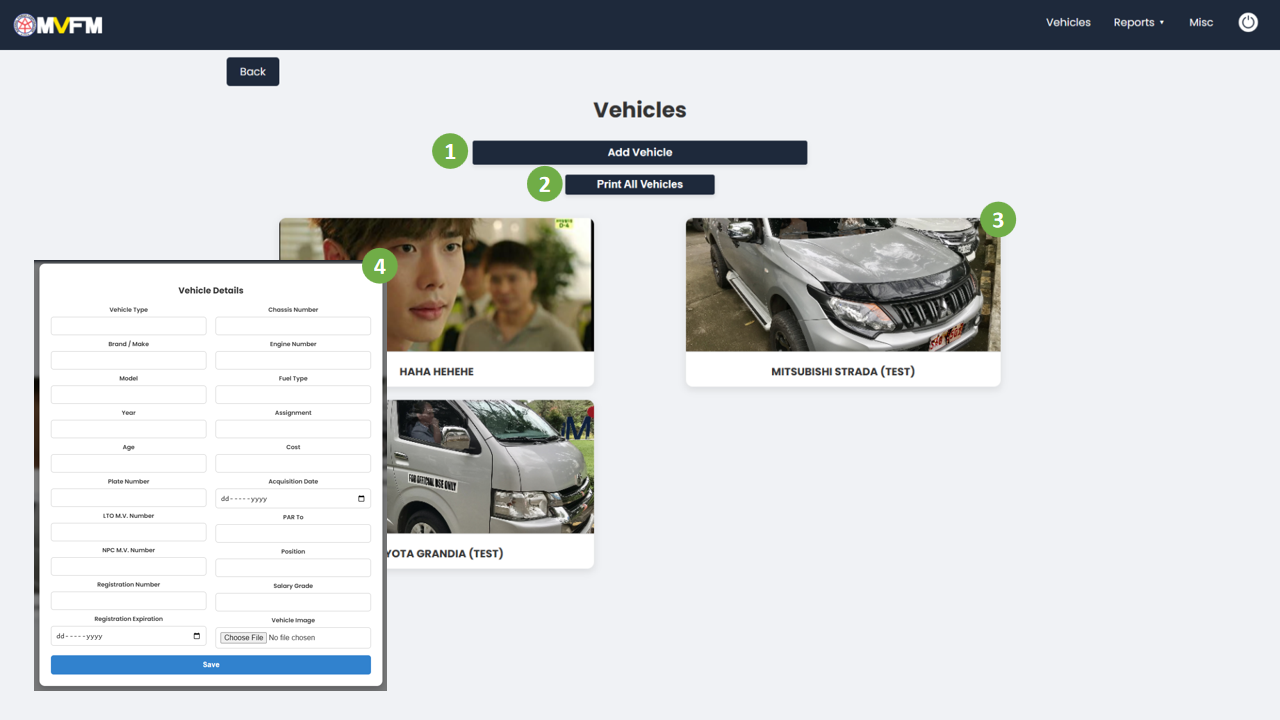 MVFM
Vehicles
Reports
Misc
Back
Vehicles
1
Add Vehicle
2
Print All Vehicles
3
4
HAHA HEHEHE
MITSUBISHI STRADA (TEST)
FOR OFFICIAL USE ONLY
M
YOTA GRANDIA (TEST)
Vehicle Details
Vehicle Type
Chassis Number
Brand / Make
Engine Number
Model
Fuel Type
Year
Assignment
Age
Cost
Plate Number
Acquisition Date
dd-----yyyy
LTO M.V. Number
PAR To
NPC M.V. Number
Position
Registration Number
Salary Grade
Registration Expiration
Vehicle Image
dd-----yyyy
Choose File No file chosen
Save